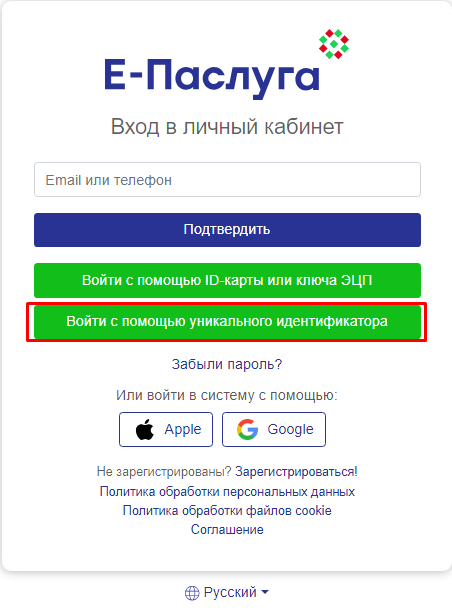 Е-Паслуга
Вход в личный кабинет
Email или телефон
Подтвердить
Войти с помощью ID-карты или ключа ЭЦП
Войти с помощью уникального идентификатора
Забыли пароль?
Или войти в систему с помощью:
Apple Google
Не зарегистрированы? Зарегистрироваться!
Политика обработки персональных данных
Политика обработки файлов cookie
Соглашение
Русский